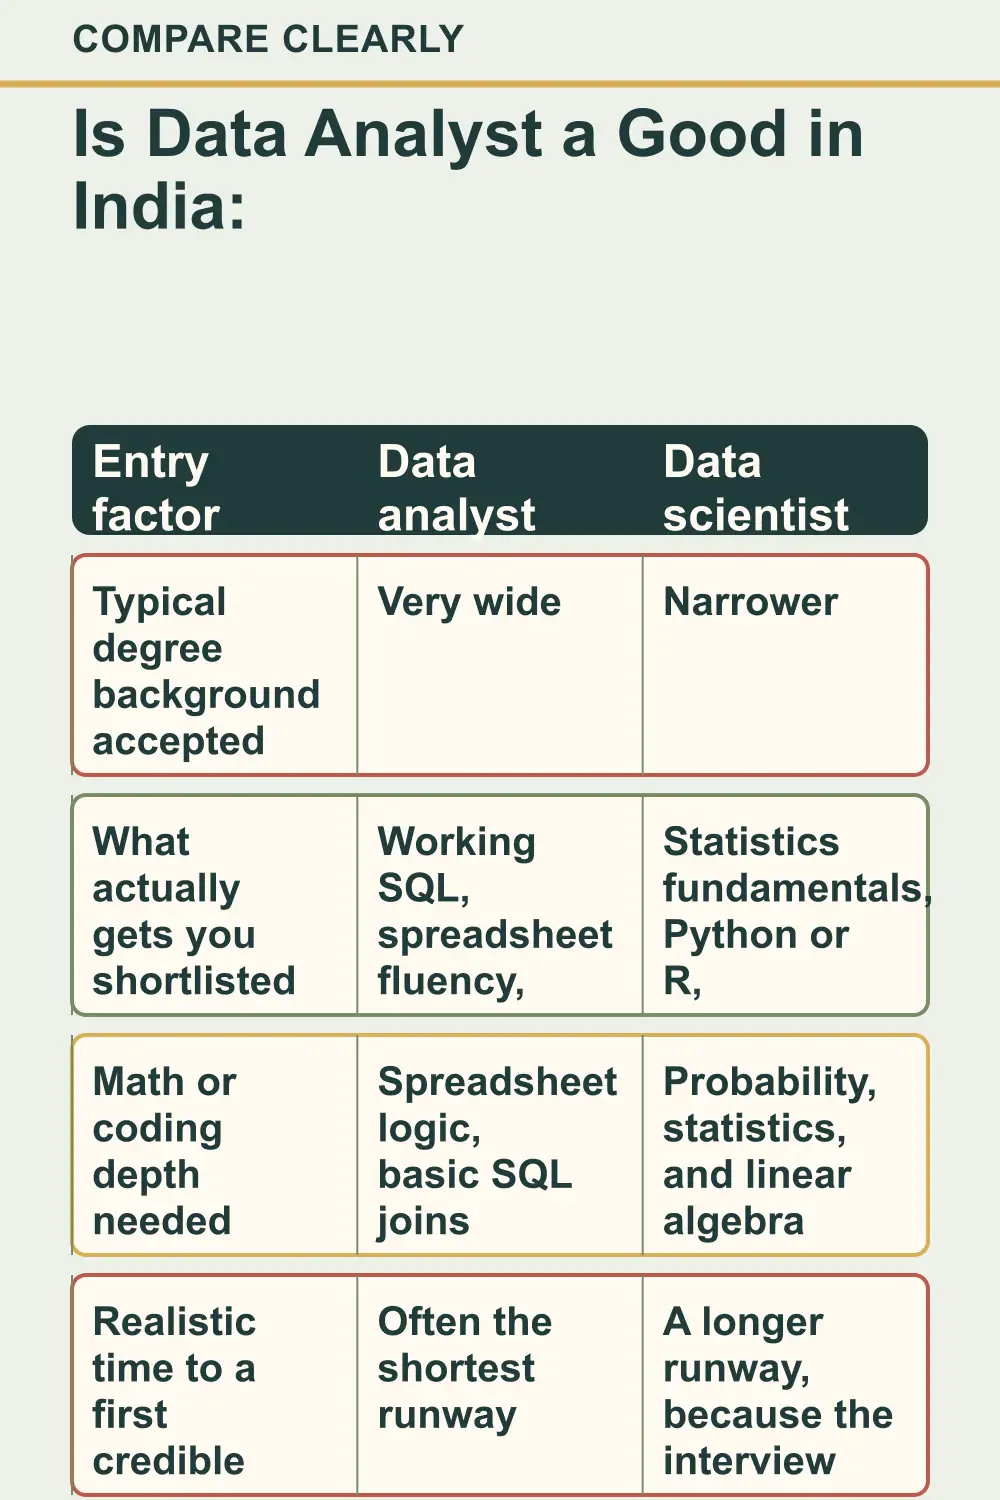 COMPARE CLEARLY
Is Data Analyst a Good in
India:
Entry
factor
Data
analyst
Data
scientist
Typical
degree
background
accepted
Very wide
Narrower
What
actually
gets you
shortlisted
Working
SQL,
spreadsheet
fluency,
Statistics
fundamentals,
Python or
R,
Math or
coding
depth
needed
Spreadsheet
logic,
basic SQL
joins
Probability,
statistics,
and linear
algebra
Realistic
time to a
first
credible
Often the
shortest
runway
A longer
runway,
because the
interview